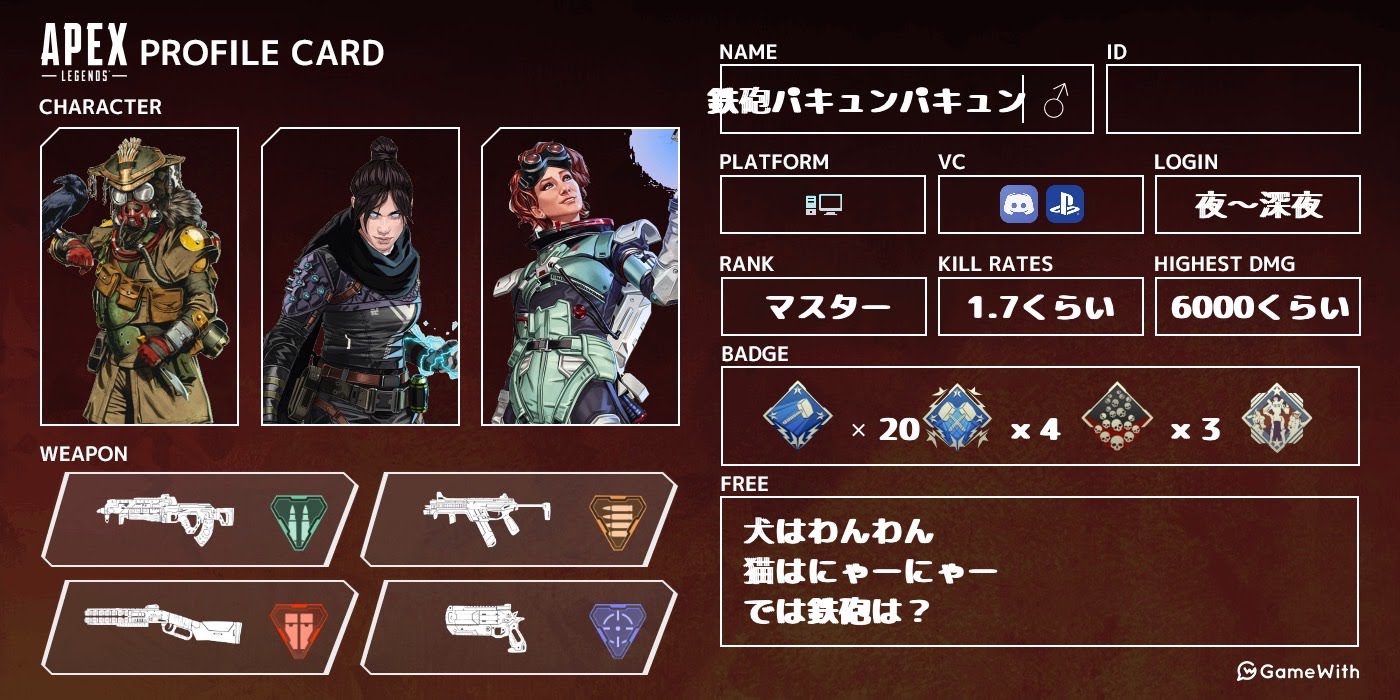 APEX
LEGENDS
PROFILE CARD
CHARACTER
WEAPON
NAME
鉄砲パキュンパキュン ♂
ID
PLATFORM
VC
LOGIN
夜～深夜
RANK
マスター
KILL RATES
1.7くらい
HIGHEST DMG
6000くらい
BADGE
× 20 x 4 x 3
FREE
犬はわんわん
猫はにゃーにゃー
では鉄砲は？
GameWith